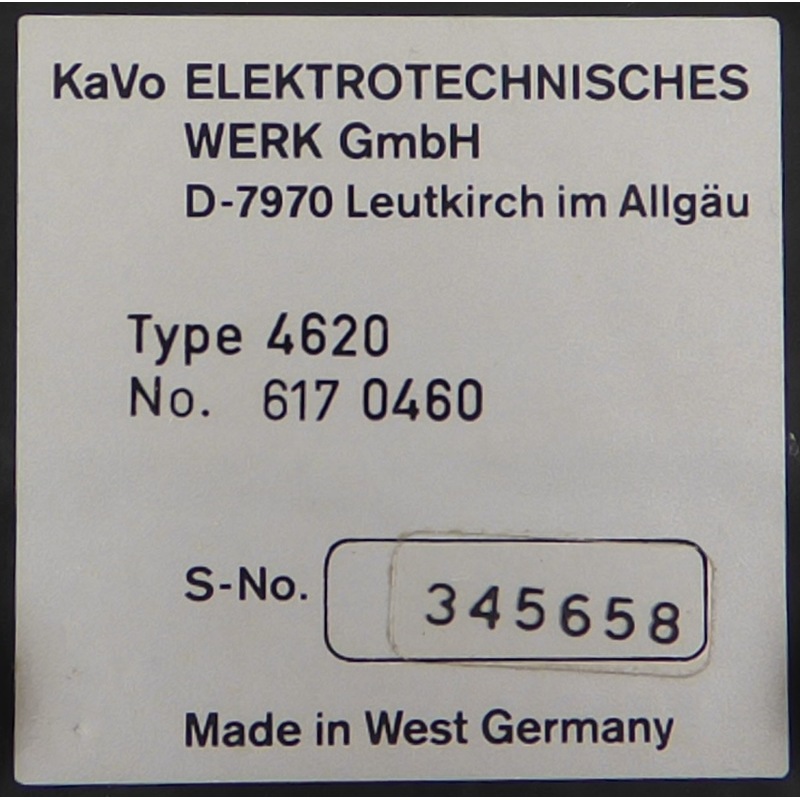 KaVo ELEKTROTECHNISCHES
WERK GmbH
D-7970 Leutkirch im Allgäu
Type 4620
No. 617 0460
S-No. 345658
Made in West Germany